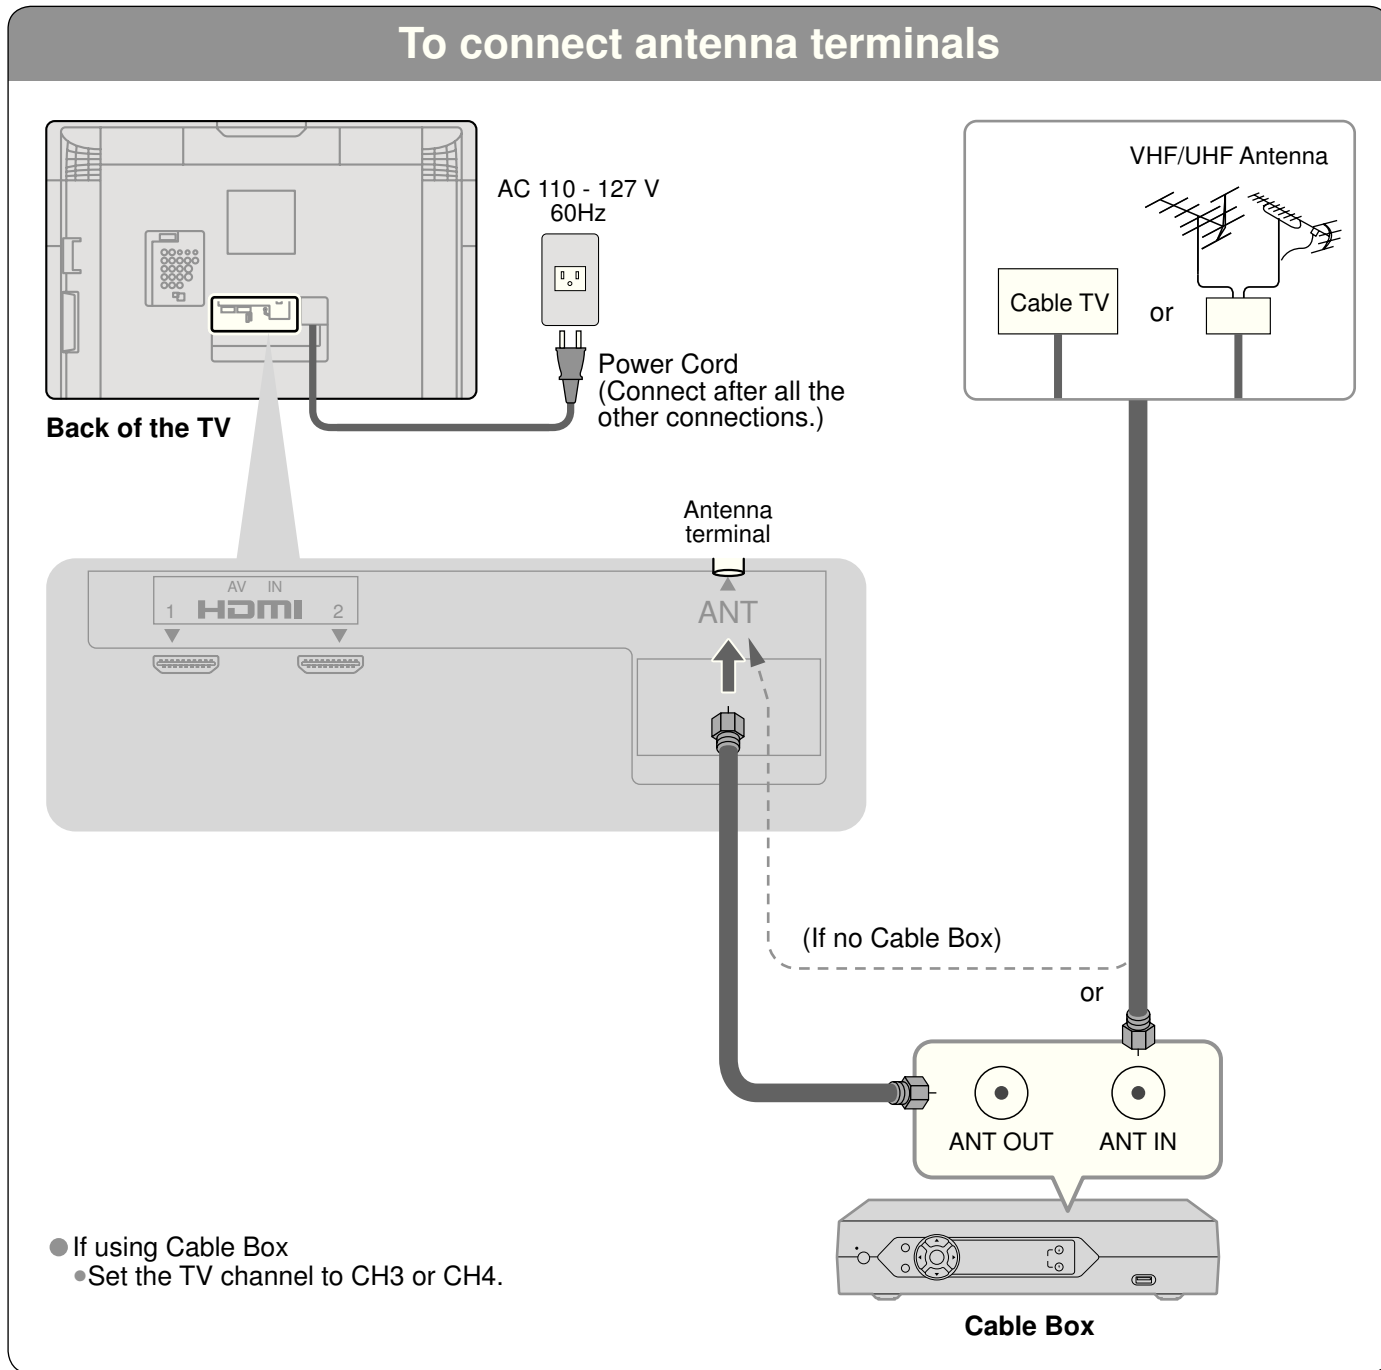 To connect antenna terminals
VHF/UHF Antenna
AC 110 - 127 V
60Hz
Cable TV
or
Power Cord
(Connect after all the
other connections.)
Back of the TV
Antenna
terminal
AV IN
1 HDMI 2
ANT
(If no Cable Box)
or
ANT OUT
ANT IN
● If using Cable Box
●Set the TV channel to CH3 or CH4.
Cable Box